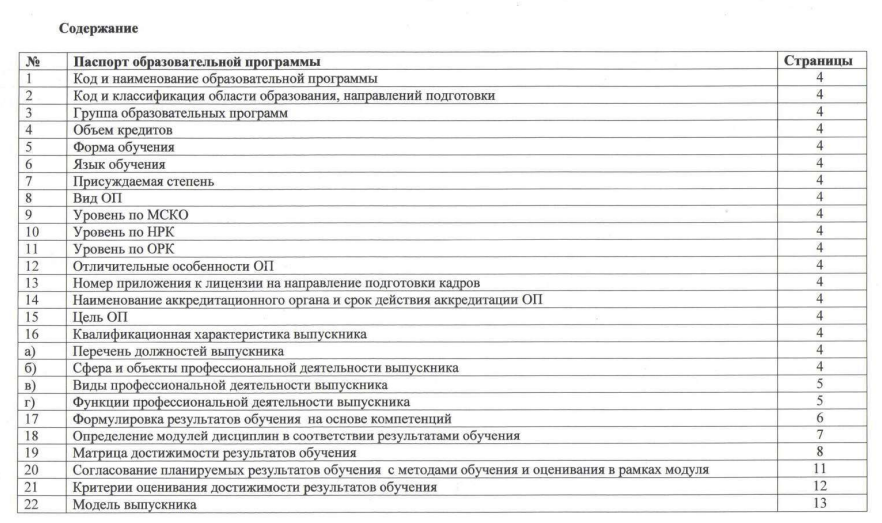 Содержание
№ Паспорт образовательной программы Страницы
1 Код и наименование образовательной программы 4
2 Код и классификация области образования, направлений подготовки 4
3 Группа образовательных программ 4
4 Объем кредитов 4
5 Форма обучения 4
6 Язык обучения 4
7 Присуждаемая степень 4
8 Вид ОП 4
9 Уровень по МСКО 4
10 Уровень по НРК 4
11 Уровень по ОРК 4
12 Отличительные особенности ОП 4
13 Номер приложения к лицензии на направление подготовки кадров 4
14 Наименование аккредитационного органа и срок действия аккредитации ОП 4
15 Цель ОП 4
16 Квалификационная характеристика выпускника 4
а) Перечень должностей выпускника 4
б) Сфера и объекты профессиональной деятельности выпускника 4
в) Виды профессиональной деятельности выпускника 5
г) Функции профессиональной деятельности выпускника 5
17 Формулировка результатов обучения на основе компетенций 6
18 Определение модулей дисциплин в соответствии результатами обучения 7
19 Матрица достижимости результатов обучения 8
20 Согласование планируемых результатов обучения с методами обучения и оценивания в рамках модуля 11
21 Критерии оценивания достижимости результатов обучения 12
22 Модель выпускника 13